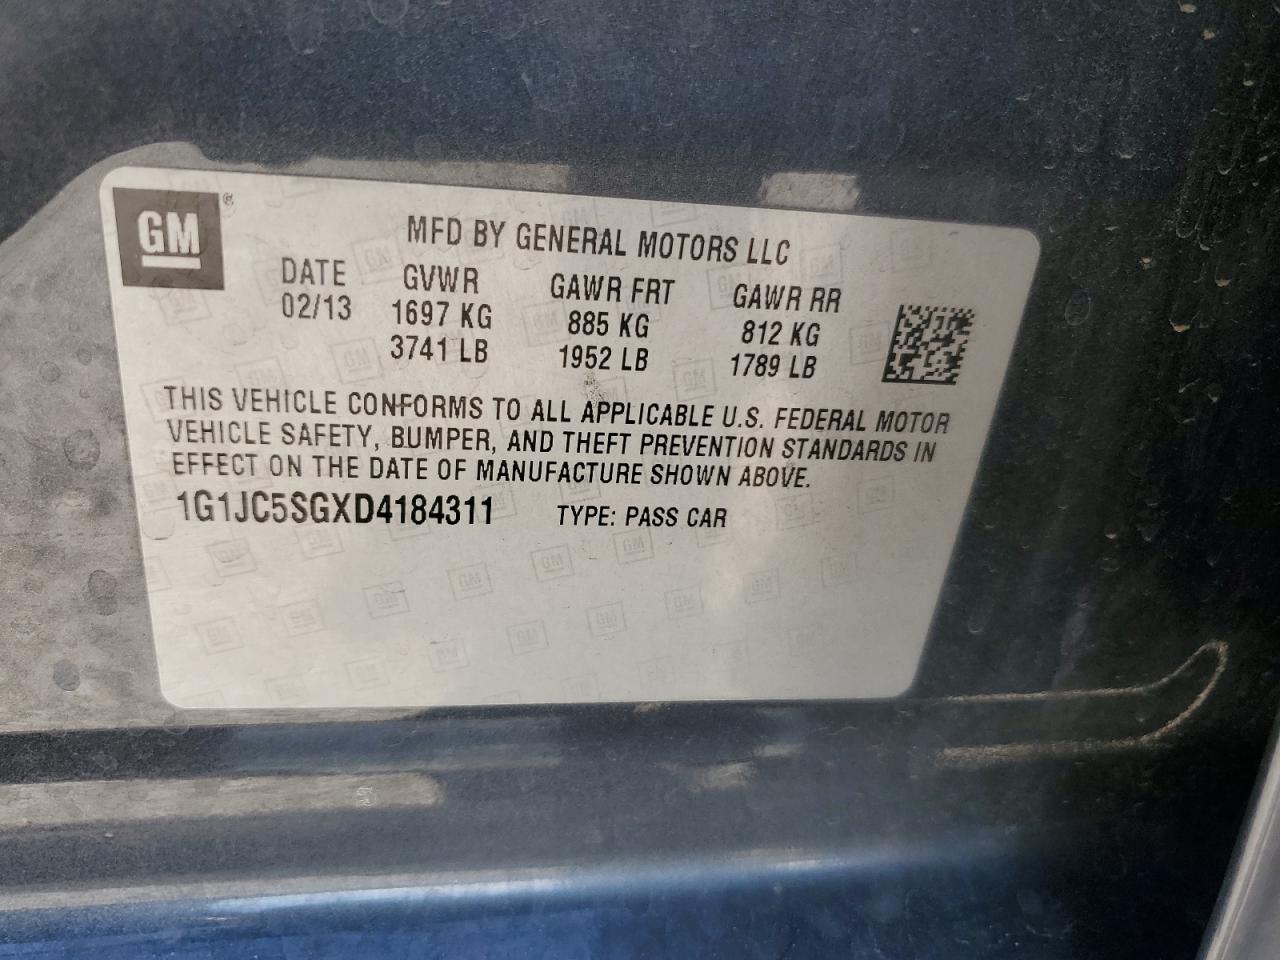 GM ®
MFD BY GENERAL MOTORS LLC
DATE GVWR GAWR FRT GAWR RR
02/13 1697 KG 885 KG 812 KG
3741 LB 1952 LB 1789 LB
THIS VEHICLE CONFORMS TO ALL APPLICABLE U.S. FEDERAL MOTOR
VEHICLE SAFETY, BUMPER, AND THEFT PREVENTION STANDARDS IN
EFFECT ON THE DATE OF MANUFACTURE SHOWN ABOVE.
1G1JC5SGXD4184311 TYPE: PASS CAR